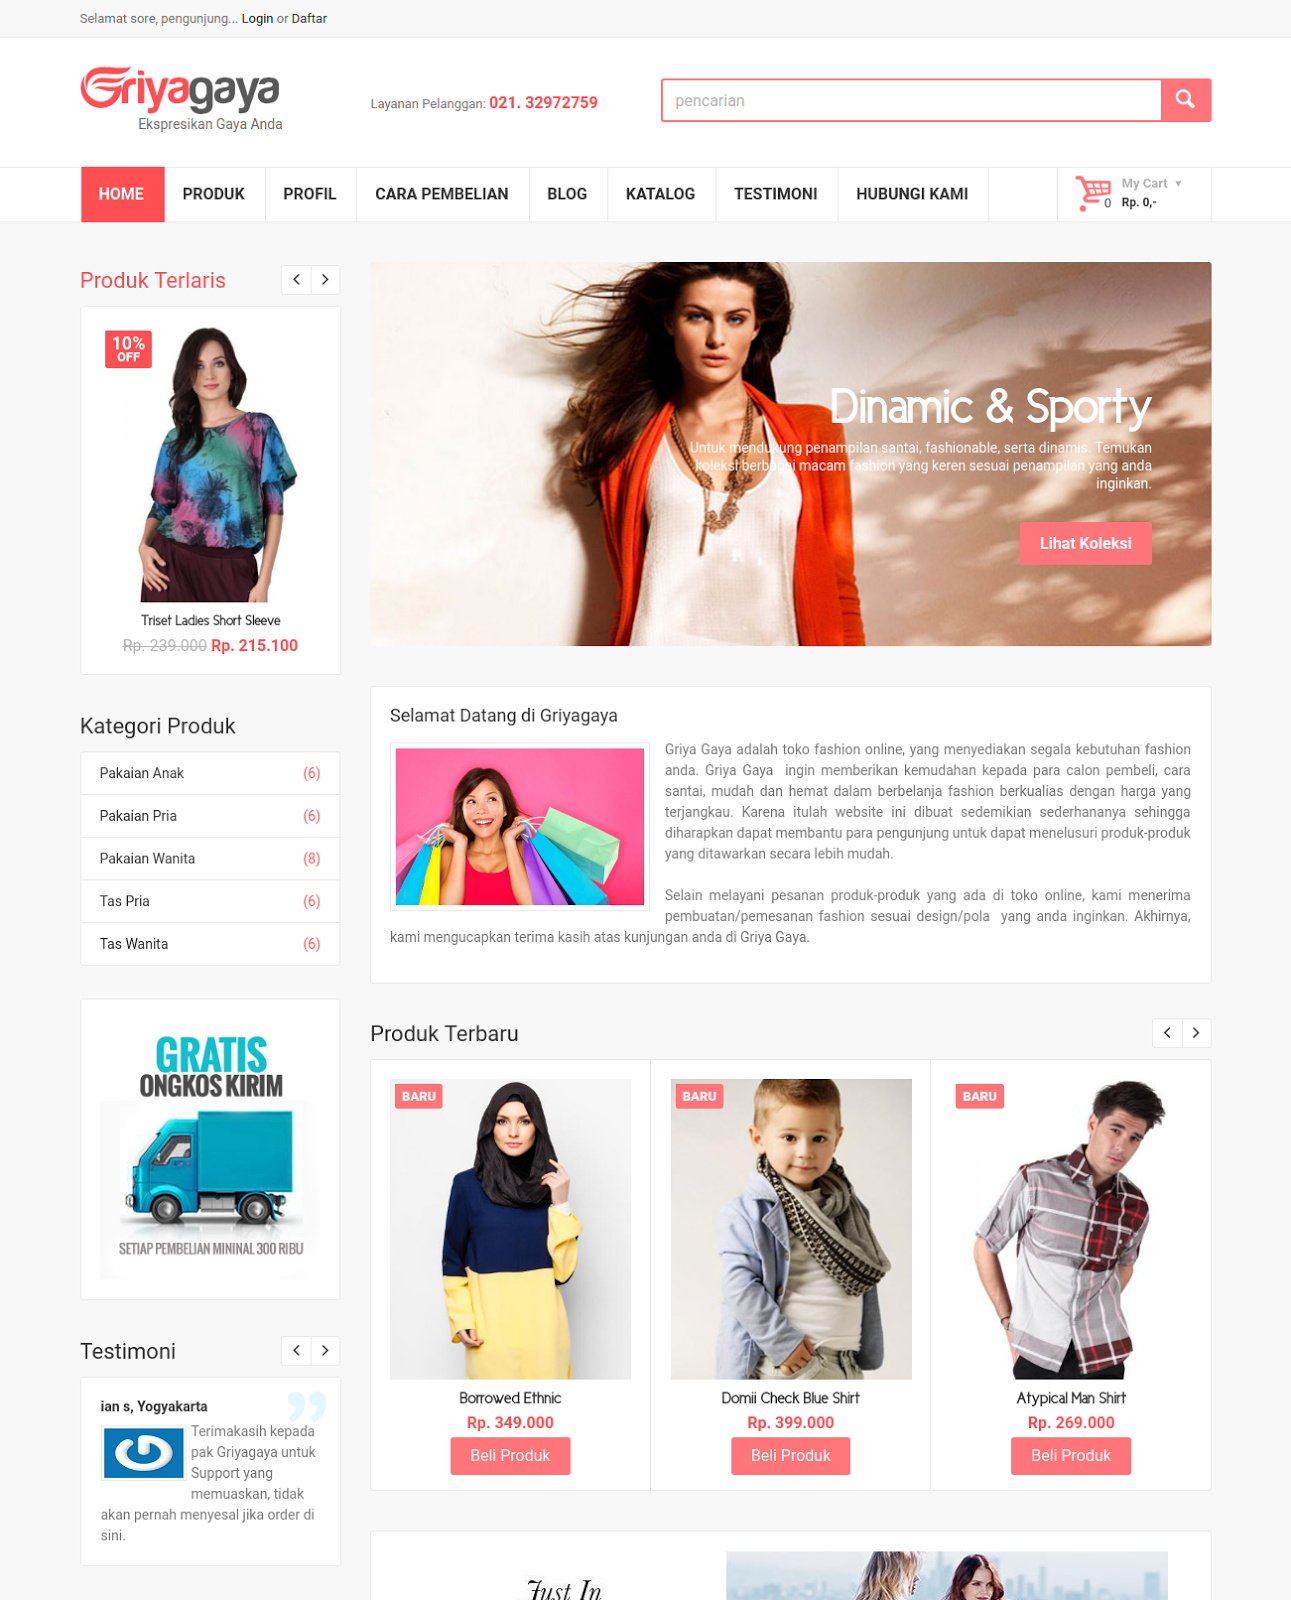 Selamat sore, pengunjung... Login or Daftar
Griyagaya
Ekspresikan Gaya Anda
Layanan Pelanggan: 021. 32972759
pencarian
HOME PRODUK PROFIL CARA PEMBELIAN BLOG KATALOG TESTIMONI HUBUNGI KAMI
My Cart ▼
0 Rp. 0,-
Produk Terlaris
10%
OFF
Triset Ladies Short Sleeve
Rp. 239.000 Rp. 215.100
Dinamic & Sporty
Untuk mendukung penampilan santai, fashionable, serta dinamis. Temukan
koleksi berbagai macam fashion yang keren sesuai penampilan yang anda
inginkan.
Lihat Koleksi
Kategori Produk
Pakaian Anak (6)
Pakaian Pria (6)
Pakaian Wanita (8)
Tas Pria (6)
Tas Wanita (6)
Selamat Datang di Griyagaya
Griya Gaya adalah toko fashion online, yang menyediakan segala kebutuhan fashion
anda. Griya Gaya ingin memberikan kemudahan kepada para calon pembeli, cara
santai, mudah dan hemat dalam berbelanja fashion berkualias dengan harga yang
terjangkau. Karena itulah website ini dibuat sedemikian sederhananya sehingga
diharapkan dapat membantu para pengunjung untuk dapat menelusuri produk-produk
yang ditawarkan secara lebih mudah.
Selain melayani pesanan produk-produk yang ada di toko online, kami menerima
pembuatan/pemesanan fashion sesuai design/pola yang anda inginkan. Akhirnya,
kami mengucapkan terima kasih atas kunjungan anda di Griya Gaya.
GRATIS
ONGKOS KIRIM
SETIAP PEMBELIAN MININAL 300 RIBU
Produk Terbaru
BARU
Borrowed Ethnic
Rp. 349.000
Beli Produk
BARU
Domii Check Blue Shirt
Rp. 399.000
Beli Produk
BARU
Atypical Man Shirt
Rp. 269.000
Beli Produk
Testimoni
ian s, Yogyakarta
Terimakasih kepada
pak Griyagaya untuk
Support yang
memuaskan, tidak
akan pernah menyesal jika order di
sini.
Just In